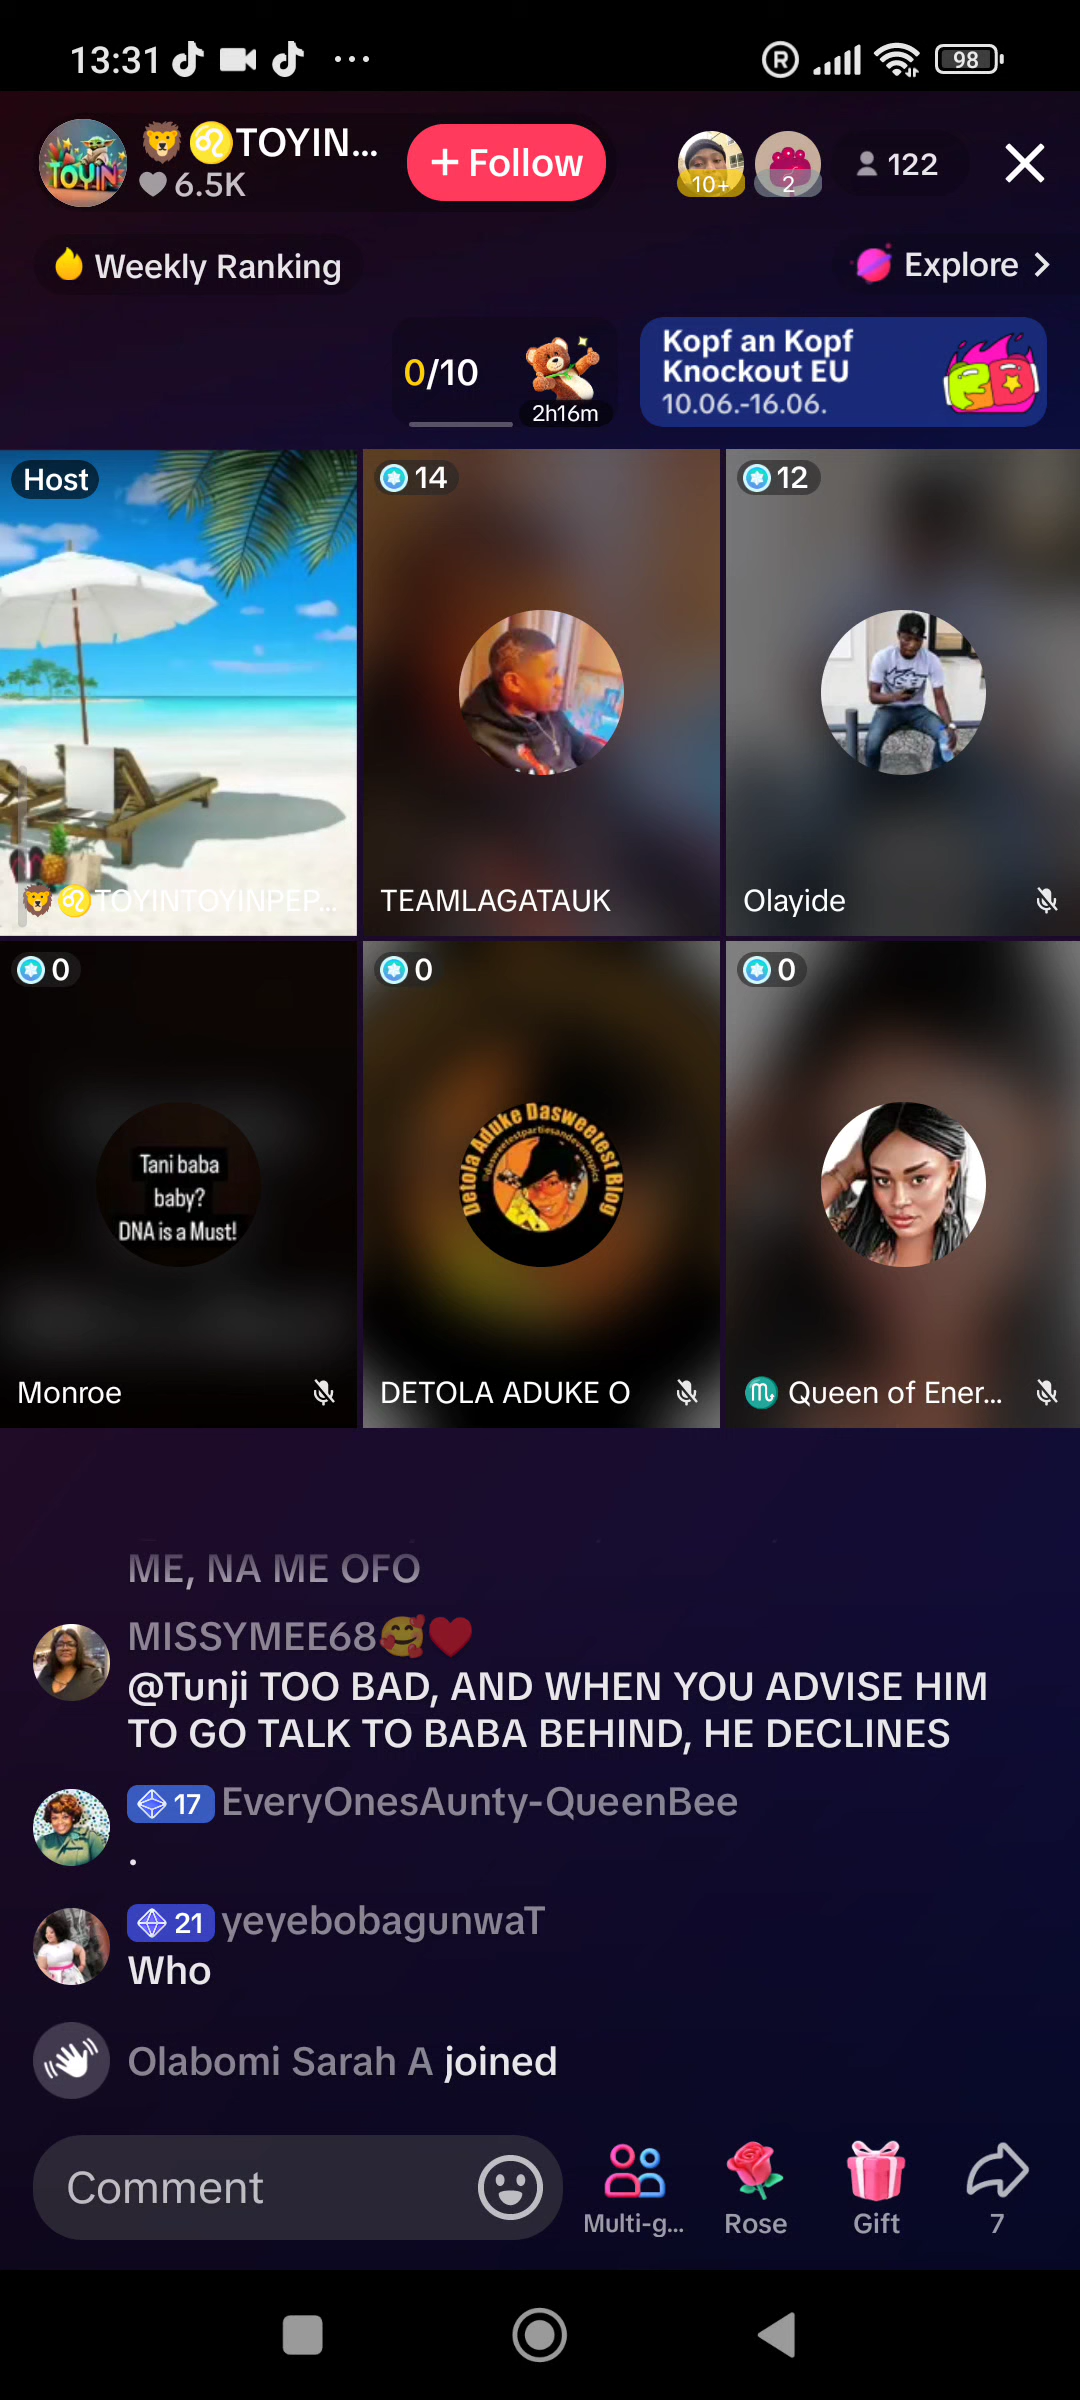 13:31
98
TOYIN...
6.5K
+ Follow
10+
2
122
Weekly Ranking
Explore
0/10
2h16m
Kopf an Kopf
Knockout EU
10.06.-16.06.
TOYIN
Host
14
12
TOYINTOYINPEP...
TEAMLAGATAUK
Olayide
0
0
0
Tani baba
baby?
DNA is a Must!
Detola Aduke Dasweetest Blog
@dasweetestpartiesandeventspics
Monroe
DETOLA ADUKE O
Queen of Ener...
ME, NA ME OFO
MISSYMEE68
@Tunji TOO BAD, AND WHEN YOU ADVISE HIM
TO GO TALK TO BABA BEHIND, HE DECLINES
17 EveryOnesAunty-QueenBee
.
21 yeyebobagunwaT
Who
Olabomi Sarah A joined
Comment
Multi-g...
Rose
Gift
7